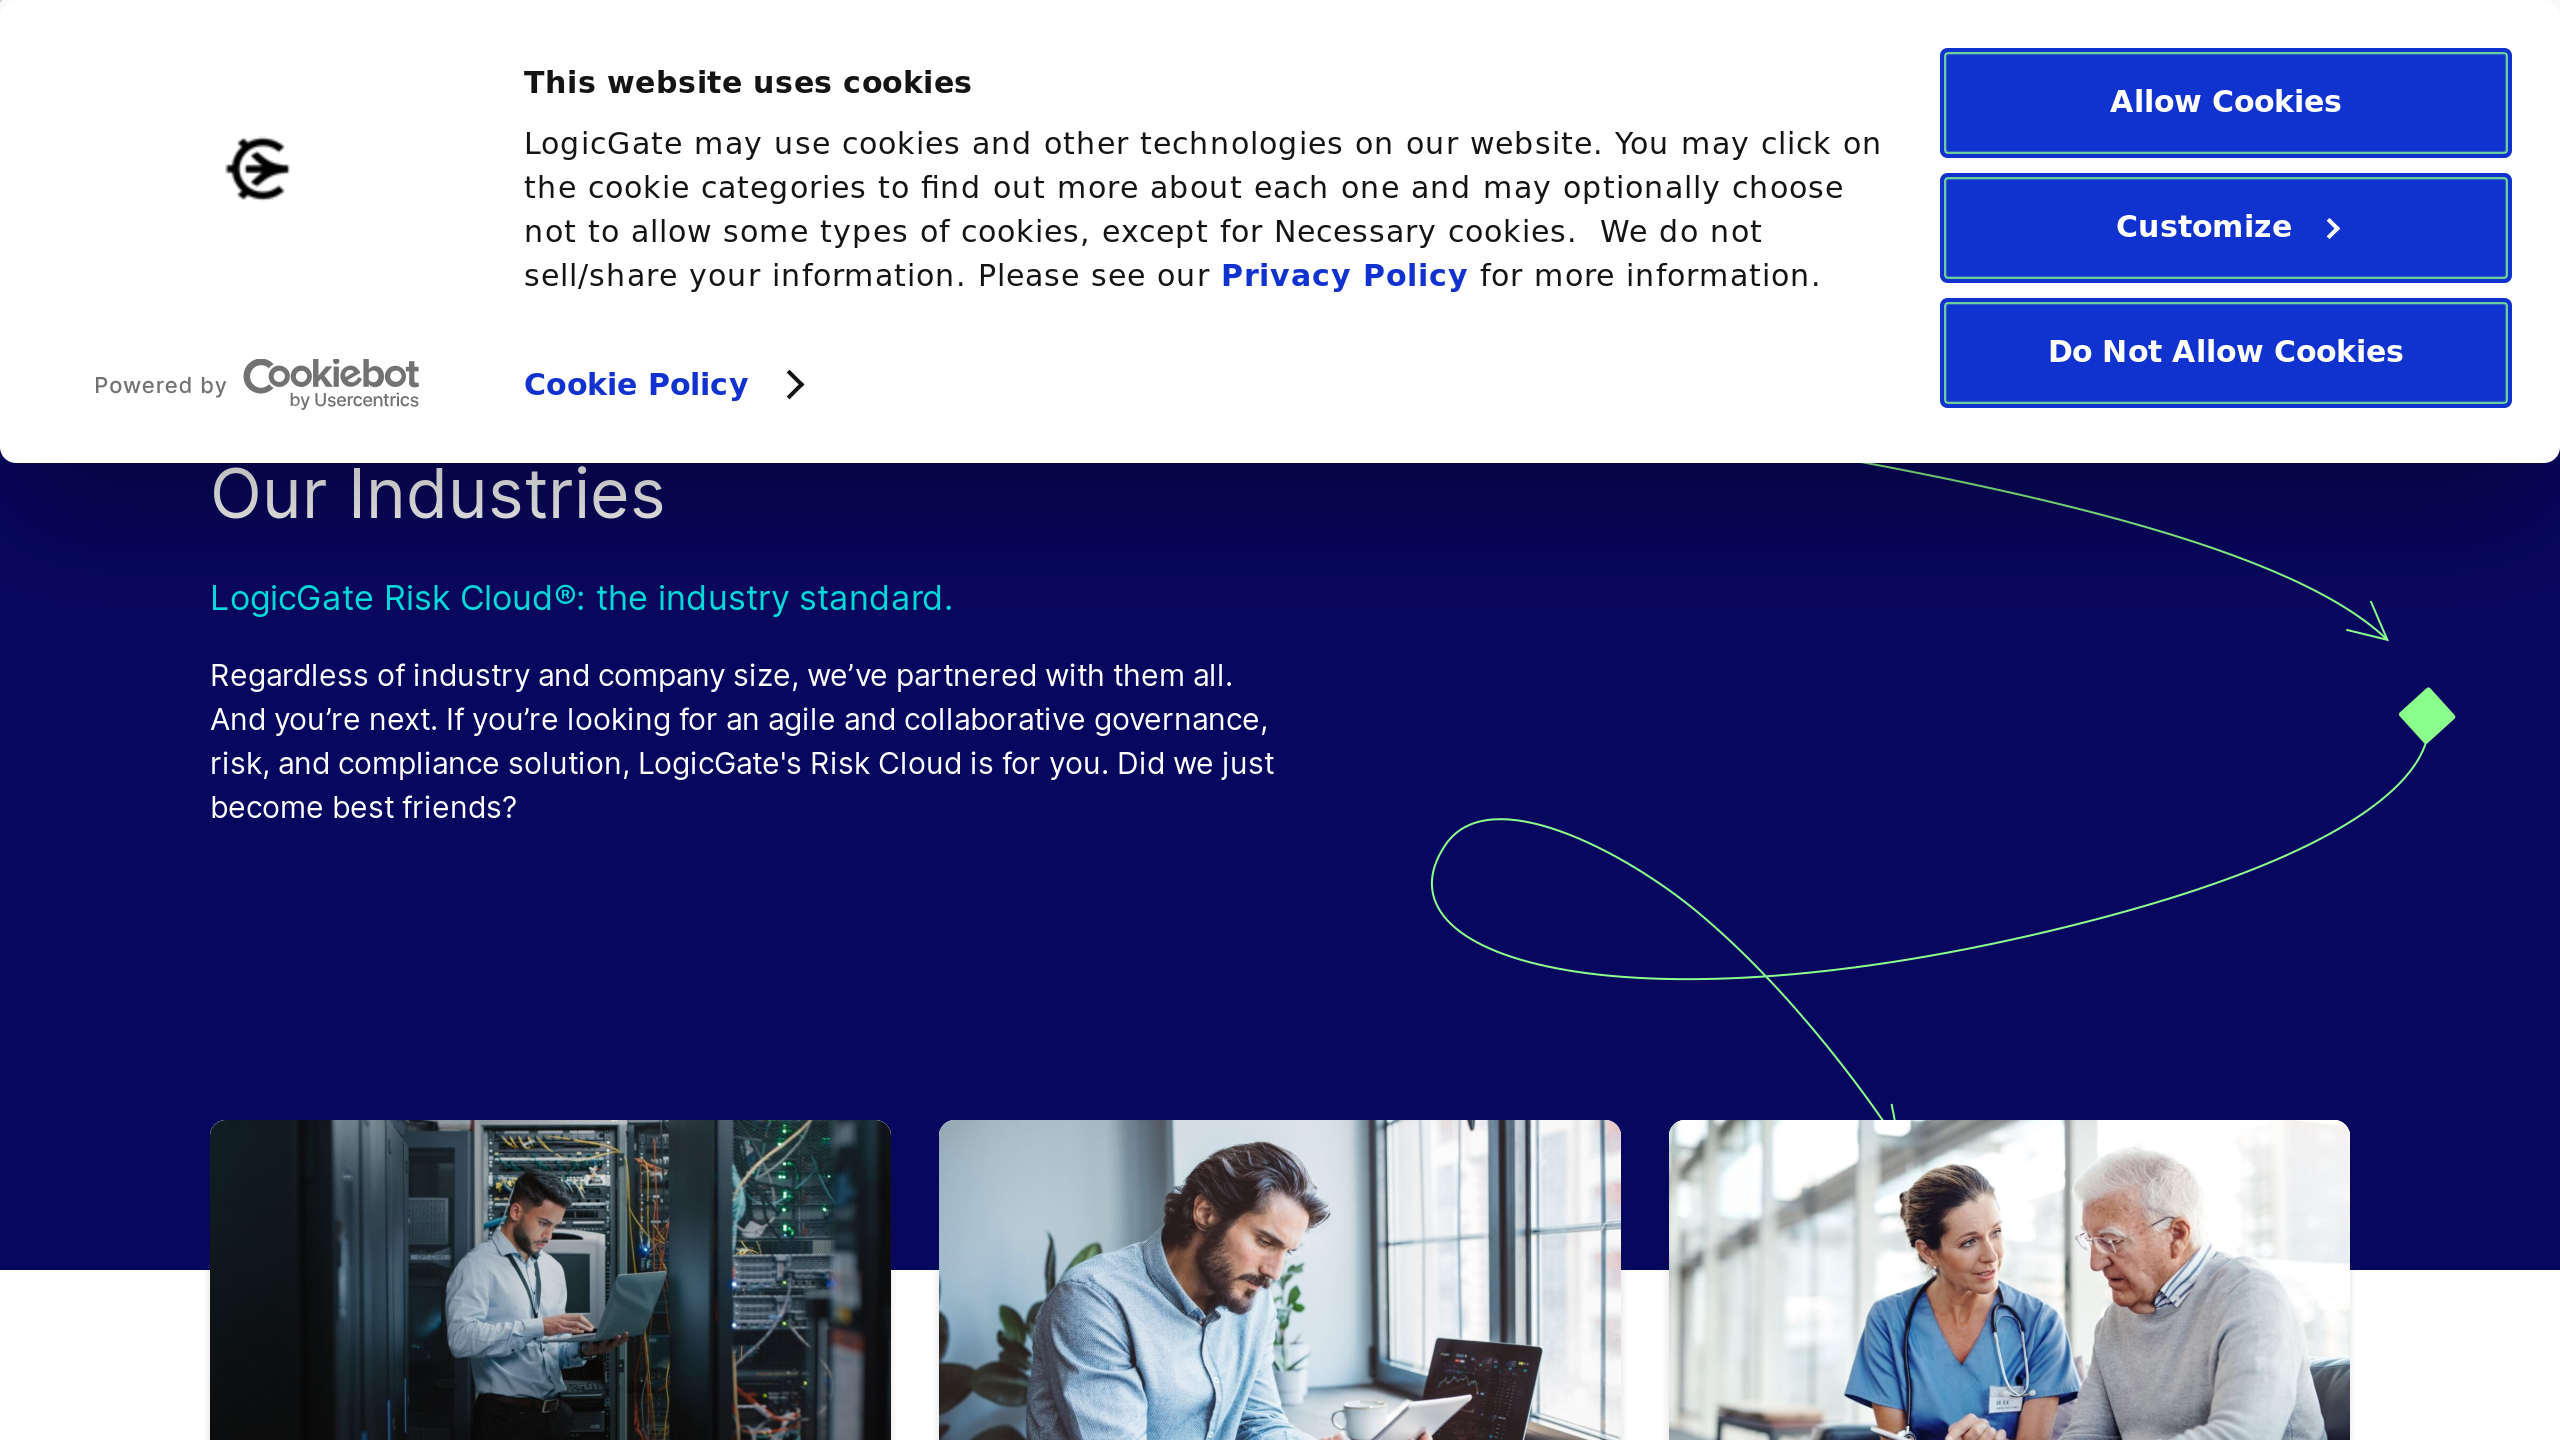 This website uses cookies
LogicGate may use cookies and other technologies on our website. You may click on
the cookie categories to find out more about each one and may optionally choose
not to allow some types of cookies, except for Necessary cookies.  We do not
sell/share your information. Please see our Privacy Policy for more information.
Allow Cookies
Customize
Do Not Allow Cookies
Powered by Cookiebot
by Usercentrics
Cookie Policy
Our Industries
LogicGate Risk Cloud®: the industry standard.
Regardless of industry and company size, we’ve partnered with them all.
And you’re next. If you’re looking for an agile and collaborative governance,
risk, and compliance solution, LogicGate's Risk Cloud is for you. Did we just
become best friends?